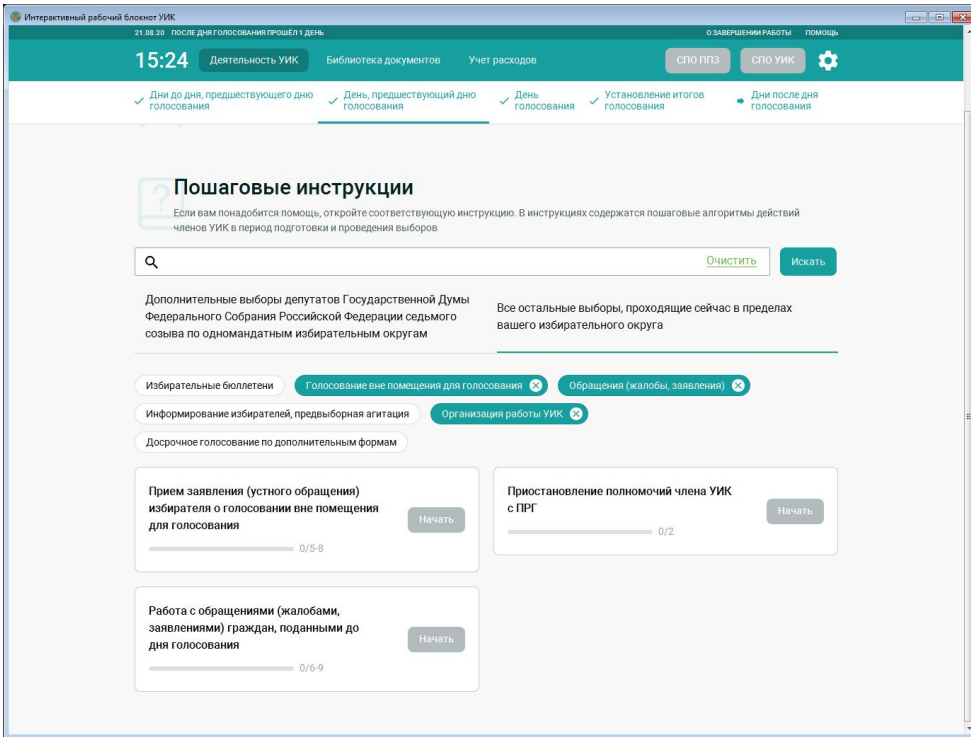 Интерактивный рабочий блокнот УИК
21.08.20 ПОСЛЕ ДНЯ ГОЛОСОВАНИЯ ПРОШЁЛ 1 ДЕНЬ
О ЗАВЕРШЕНИИ РАБОТЫ ПОМОЩЬ
15:24 Деятельность УИК Библиотека документов Учет расходов СПО ППЗ СПО УИК
Дни до дня, предшествующего дню
голосования
День, предшествующий дню
голосования
День
голосования
Установление итогов
голосования
Дни после дня
голосования
Пошаговые инструкции
Если вам понадобится помощь, откройте соответствующую инструкцию. В инструкциях содержатся пошаговые алгоритмы действий
членов УИК в период подготовки и проведения выборов
Очистить Искать
Дополнительные выборы депутатов Государственной Думы
Федерального Собрания Российской Федерации седьмого
созыва по одномандатным избирательным округам
Все остальные выборы, проходящие сейчас в пределах
вашего избирательного округа
Избирательные бюллетени Голосование вне помещения для голосования Обращения (жалобы, заявления)
Информирование избирателей, предвыборная агитация Организация работы УИК
Досрочное голосование по дополнительным формам
Прием заявления (устного обращения)
избирателя о голосовании вне помещения
для голосования
Начать
0/5-8
Приостановление полномочий члена УИК
с ПРГ
Начать
0/2
Работа с обращениями (жалобами,
заявлениями) граждан, поданными до
дня голосования
Начать
0/6-9